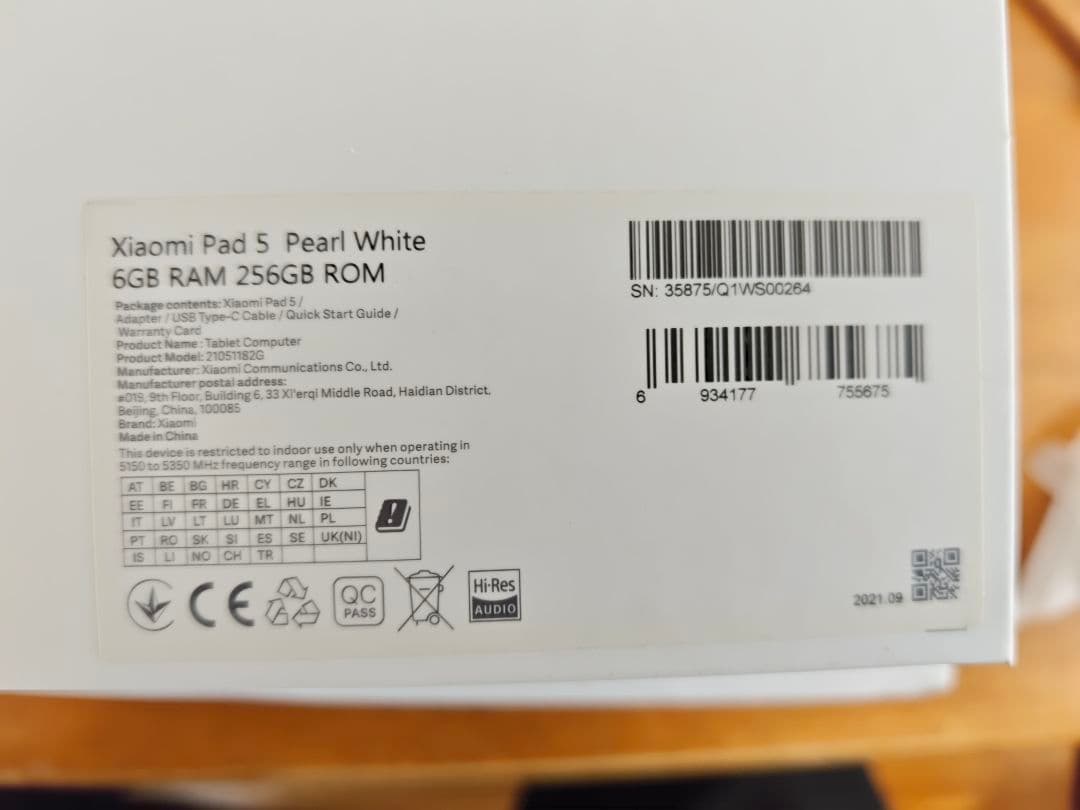 Xiaomi Pad 5 Pearl White
6GB RAM 256GB ROM
Package contents: Xiaomi Pad 5 /
Adapter / USB Type-C Cable / Quick Start Guide /
Warranty Card
Product Name: Tablet Computer
Product Model: 21051182G
Manufacturer: Xiaomi Communications Co., Ltd.
Manufacturer postal address:
#019, 9th Floor, Building 6, 33 Xi'erqi Middle Road, Haidian District,
Beijing, China, 100085
Brand: Xiaomi
Made in China
This device is restricted to indoor use only when operating in
5150 to 5350 MHz frequency range in following countries:
AT BE BG HR CY CZ DK
EE FI FR DE EL HU IE
IT LV LT LU MT NL PL
PT RO SK SI ES SE UK(NI)
IS LI NO CH TR
CE
QC
PASS
Hi-Res
AUDIO
SN: 35875/Q1WS00264
6 934177 755675
2021.09